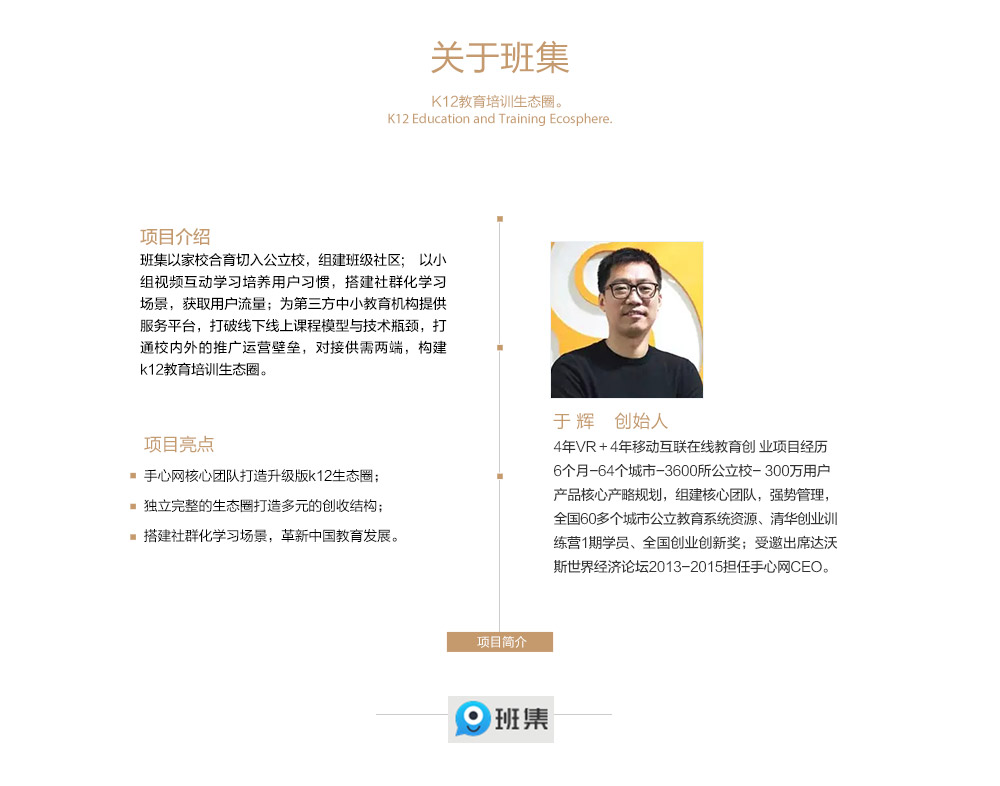 关于班集
K12教育培训生态圈。
K12 Education and Training Ecosphere.
项目介绍
班集以家校合育切入公立校，组建班级社区； 以小
组视频互动学习培养用户习惯，搭建社群化学习
场景，获取用户流量；为第三方中小教育机构提供
服务平台，打破线下线上课程模型与技术瓶颈，打
通校内外的推广运营壁垒，对接供需两端，构建
k12教育培训生态圈。
项目亮点
手心网核心团队打造升级版k12生态圈；
独立完整的生态圈打造多元的创收结构；
搭建社群化学习场景，革新中国教育发展。
于 辉 创始人
4年VR＋4年移动互联在线教育创 业项目经历
6个月-64个城市-3600所公立校- 300万用户
产品核心产略规划，组建核心团队，强势管理，
全国60多个城市公立教育系统资源、清华创业训
练营1期学员、全国创业创新奖；受邀出席达沃
斯世界经济论坛2013-2015担任手心网CEO。
项目简介
班集